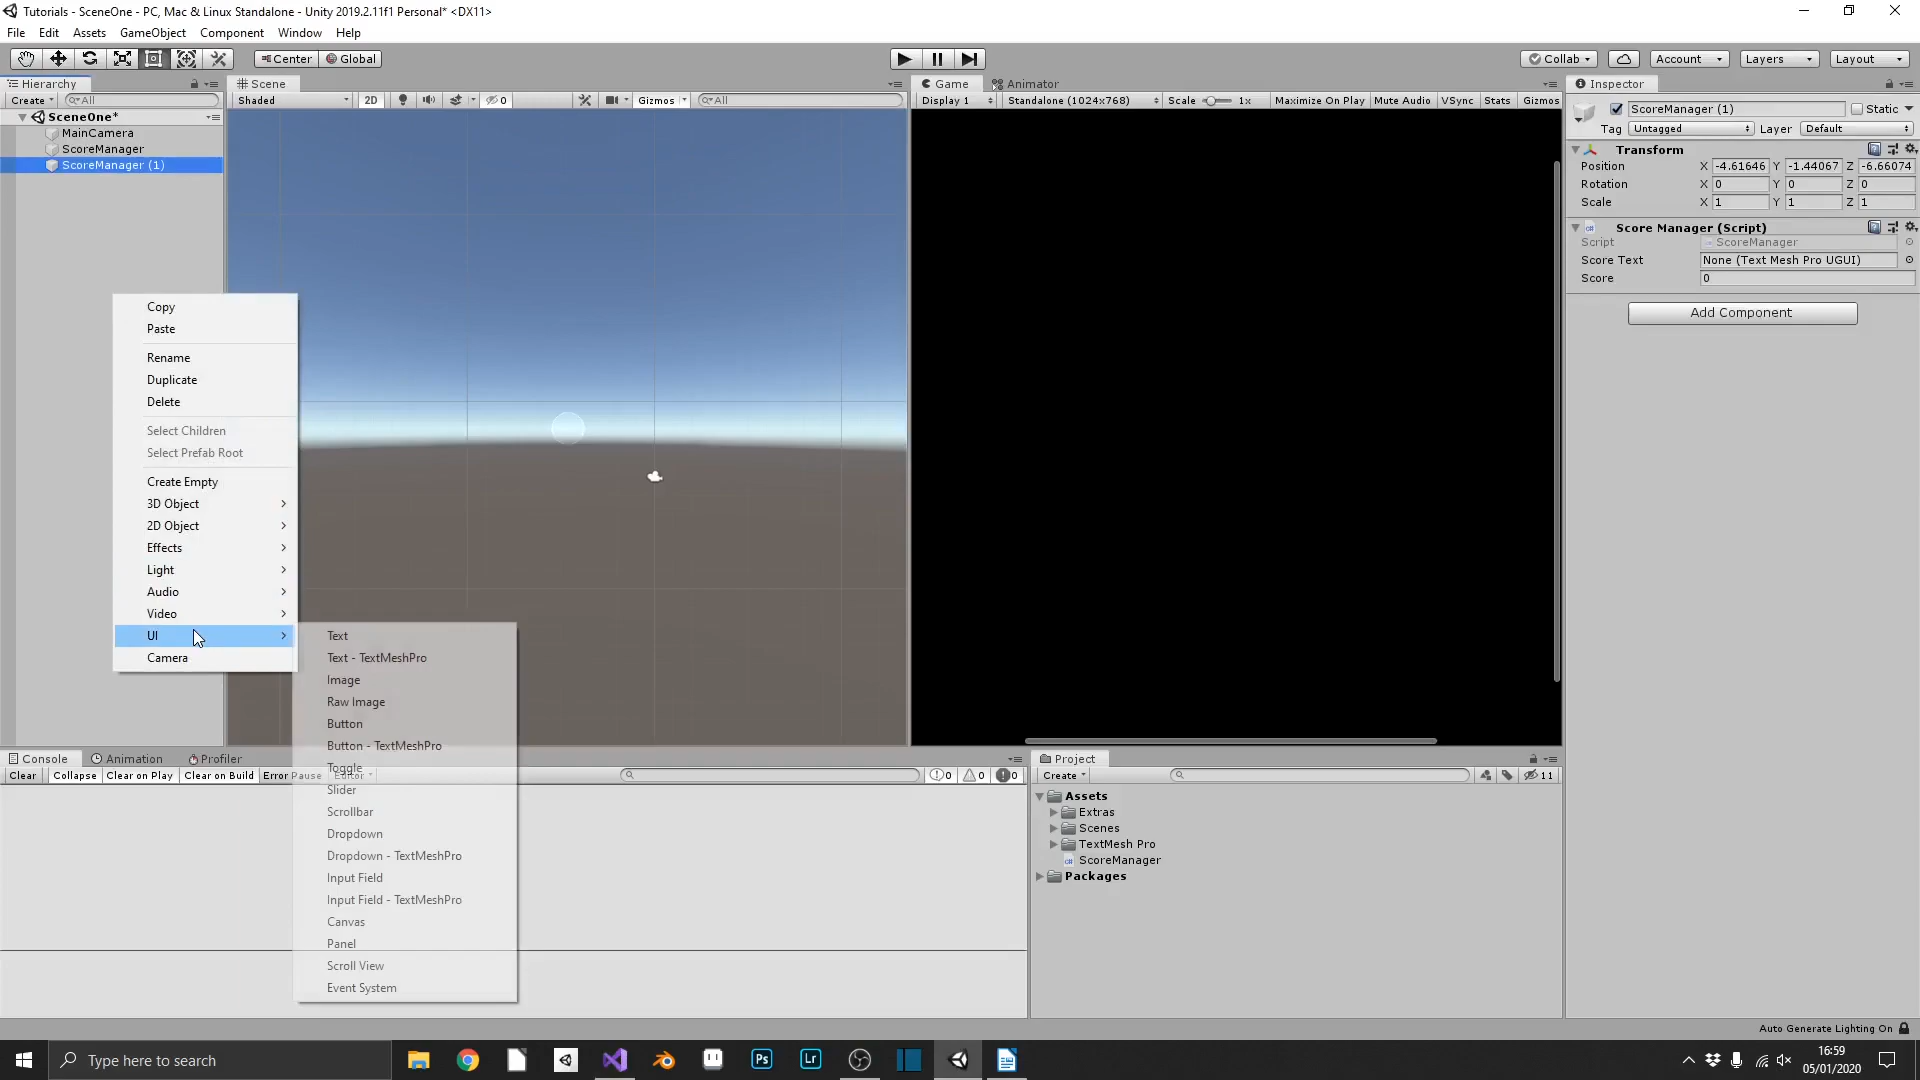 Tutorials - SceneOne - PC, Mac & Linux Standalone - Unity 2019.2.11f1 Personal* <DX11>
File Edit Assets GameObject Component Window Help
Center Global Collab Account Layers Layout
Hierarchy
Create All
SceneOne*
MainCamera
ScoreManager
ScoreManager (1)
Scene
Shaded 2D 0 Gizmos All
Game Animator
Display 1 Standalone (1024x768) Scale 1x Maximize On Play Mute Audio VSync Stats Gizmos
Inspector
ScoreManager (1) Static
Tag Untagged Layer Default
Transform
Position X -4.61646 Y -1.44067 Z -6.66074
Rotation X 0 Y 0 Z 0
Scale X 1 Y 1 Z 1
Score Manager (Script)
Script ScoreManager
Score Text None (Text Mesh Pro UGUI)
Score 0
Add Component
Copy
Paste
Rename
Duplicate
Delete
Select Children
Select Prefab Root
Create Empty
3D Object
2D Object
Effects
Light
Audio
Video
UI
Camera
Text
Text - TextMeshPro
Image
Raw Image
Button
Button - TextMeshPro
Toggle
Slider
Scrollbar
Dropdown
Dropdown - TextMeshPro
Input Field
Input Field - TextMeshPro
Canvas
Panel
Scroll View
Event System
Console Animation Profiler
Clear Collapse Clear on Play Clear on Build Error Pause Editor 0 0 0
Project
Create 11
Assets
Extras
Scenes
TextMesh Pro
ScoreManager
Packages
Auto Generate Lighting On
Type here to search
Ps
Lr
16:59
05/01/2020